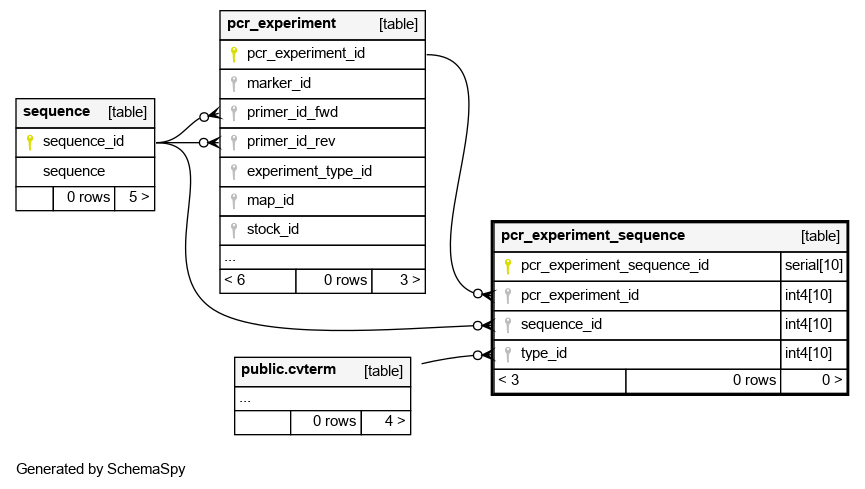 pcr_experiment [table]
pcr_experiment_id
marker_id
primer_id_fwd
primer_id_rev
experiment_type_id
map_id
stock_id
...
< 6 0 rows 3 >
sequence [table]
sequence_id
sequence
0 rows 5 >
pcr_experiment_sequence [table]
pcr_experiment_sequence_id serial[10]
pcr_experiment_id int4[10]
sequence_id int4[10]
type_id int4[10]
< 3 0 rows 0 >
public.cvterm [table]
...
0 rows 4 >
Generated by SchemaSpy